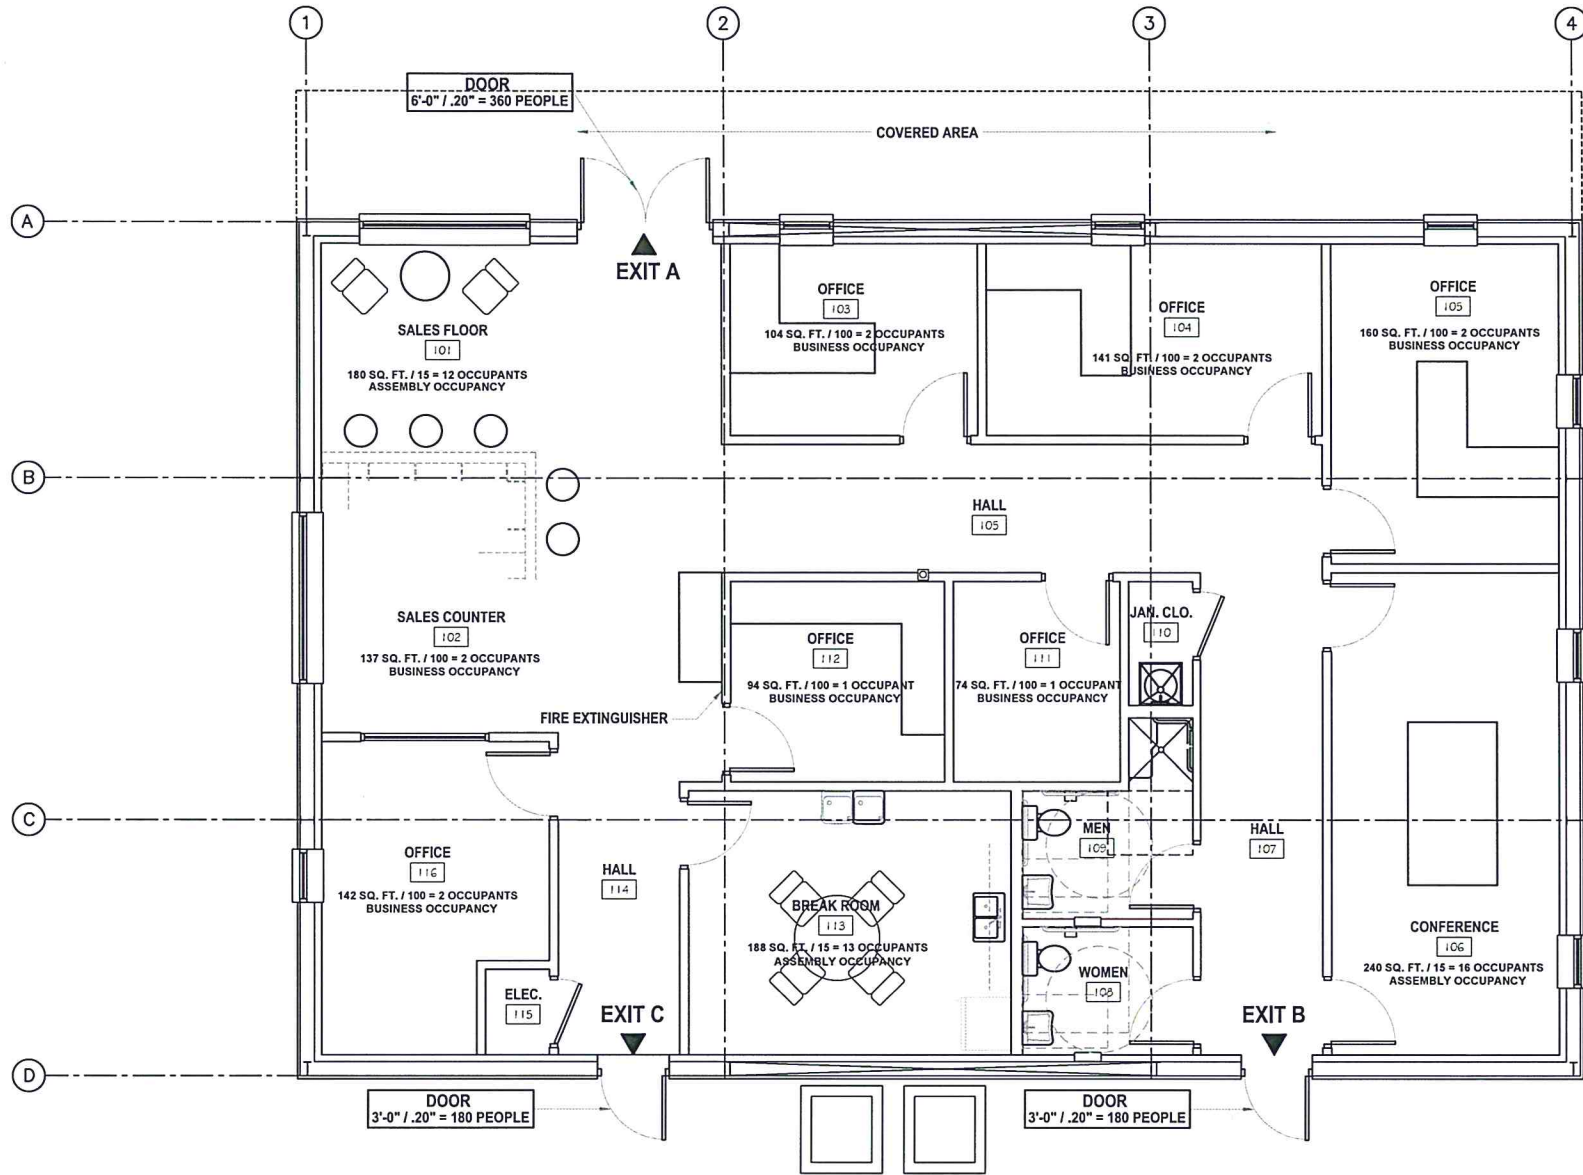 1
2
3
4
DOOR
6'-0" / .20" = 360 PEOPLE
COVERED AREA
A
EXIT A
OFFICE
103
104 SQ. FT. / 100 = 2 OCCUPANTS
BUSINESS OCCUPANCY
OFFICE
104
141 SQ. FT. / 100 = 2 OCCUPANTS
BUSINESS OCCUPANCY
OFFICE
105
160 SQ. FT. / 100 = 2 OCCUPANTS
BUSINESS OCCUPANCY
SALES FLOOR
101
180 SQ. FT. / 15 = 12 OCCUPANTS
ASSEMBLY OCCUPANCY
B
HALL
105
SALES COUNTER
102
137 SQ. FT. / 100 = 2 OCCUPANTS
BUSINESS OCCUPANCY
OFFICE
112
94 SQ. FT. / 100 = 1 OCCUPANT
BUSINESS OCCUPANCY
OFFICE
111
74 SQ. FT. / 100 = 1 OCCUPANT
BUSINESS OCCUPANCY
JAN. CLO.
110
FIRE EXTINGUISHER
C
OFFICE
116
142 SQ. FT. / 100 = 2 OCCUPANTS
BUSINESS OCCUPANCY
HALL
114
BREAK ROOM
113
188 SQ. FT. / 15 = 13 OCCUPANTS
ASSEMBLY OCCUPANCY
MEN
109
HALL
107
CONFERENCE
106
240 SQ. FT. / 15 = 16 OCCUPANTS
ASSEMBLY OCCUPANCY
WOMEN
108
ELEC.
115
EXIT C
EXIT B
D
DOOR
3'-0" / .20" = 180 PEOPLE
DOOR
3'-0" / .20" = 180 PEOPLE